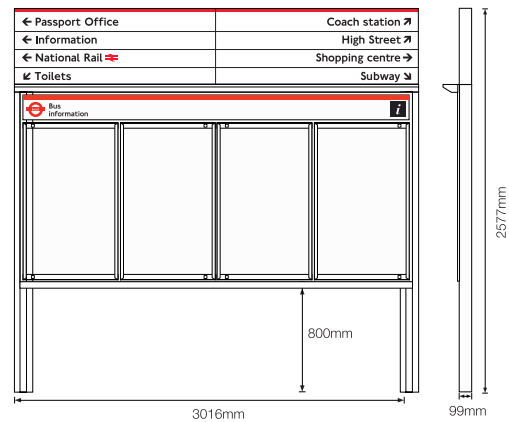 ← Passport Office
← Information
← National Rail
↙ Toilets
Coach station ↗
High Street ↗
Shopping centre →
Subway ↘
Bus
information
i
800mm
3016mm
2577mm
99mm